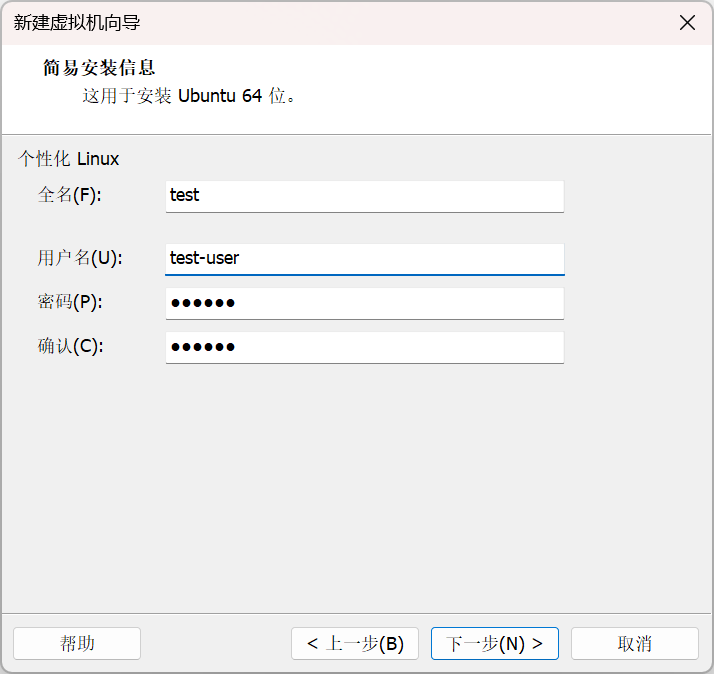 新建虚拟机向导
简易安装信息
这用于安装 Ubuntu 64 位。
个性化 Linux
全名(F):
test
用户名(U):
test-user
密码(P):
●●●●●●
确认(C):
●●●●●●
帮助
< 上一步(B)
下一步(N) >
取消